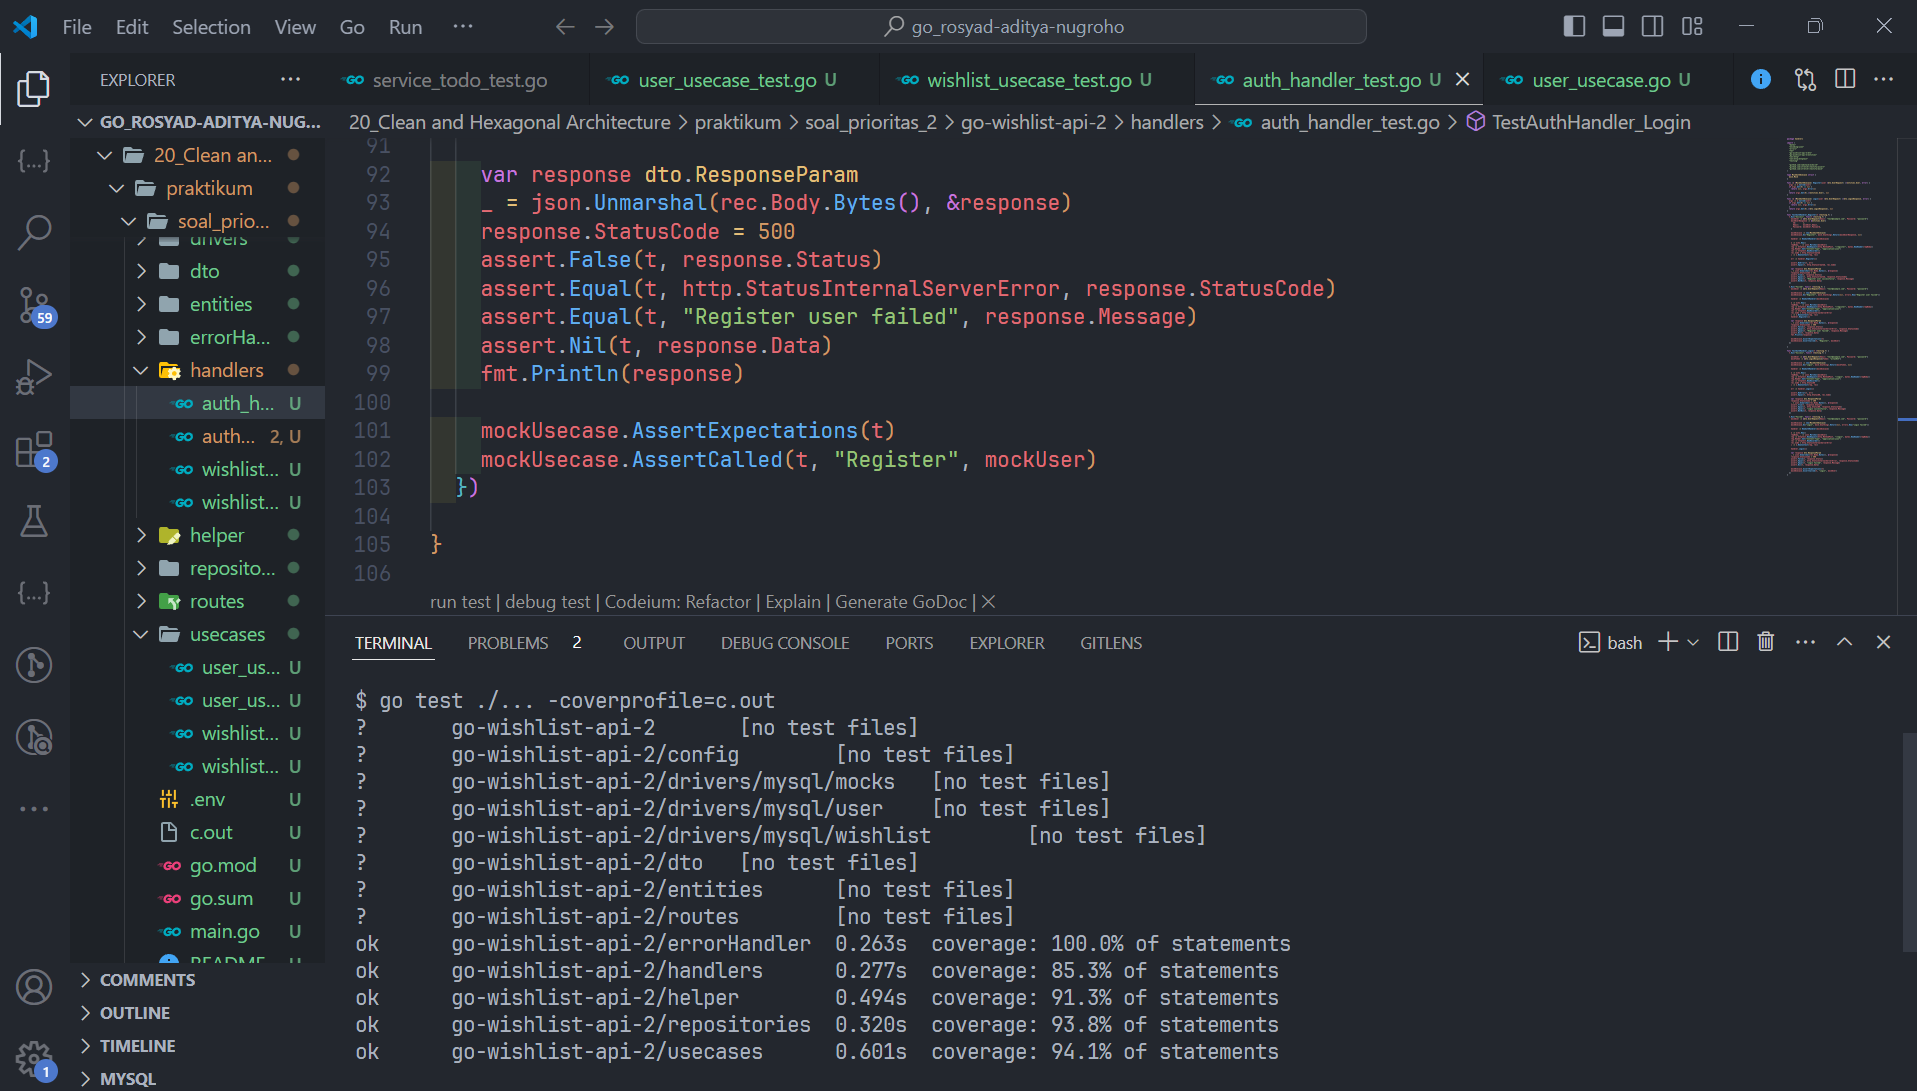 File Edit Selection View Go Run ···
go_rosyad-aditya-nugroho
EXPLORER ···
service_todo_test.go user_usecase_test.go U wishlist_usecase_test.go U auth_handler_test.go U user_usecase.go U
GO_ROSYAD-ADITYA-NUG...
20_Clean and Hexagonal Architecture > praktikum > soal_prioritas_2 > go-wishlist-api-2 > handlers > auth_handler_test.go > TestAuthHandler_Login
20_Clean an...
praktikum
soal_prio...
drivers
dto
entities
errorHa...
handlers
auth_h... U
auth... 2, U
wishlist... U
wishlist... U
helper
reposito...
routes
usecases
user_us... U
user_us... U
wishlist... U
wishlist... U
.env U
c.out U
go.mod U
go.sum U
main.go U
README U
COMMENTS
OUTLINE
TIMELINE
MYSQL
59
2
1
91
92 var response dto.ResponseParam
93 _ = json.Unmarshal(rec.Body.Bytes(), &response)
94 response.StatusCode = 500
95 assert.False(t, response.Status)
96 assert.Equal(t, http.StatusInternalServerError, response.StatusCode)
97 assert.Equal(t, "Register user failed", response.Message)
98 assert.Nil(t, response.Data)
99 fmt.Println(response)
100
101 mockUsecase.AssertExpectations(t)
102 mockUsecase.AssertCalled(t, "Register", mockUser)
103 })
104
105 }
106
run test | debug test | Codeium: Refactor | Explain | Generate GoDoc | ×
TERMINAL PROBLEMS 2 OUTPUT DEBUG CONSOLE PORTS EXPLORER GITLENS bash
$ go test ./... -coverprofile=c.out
? go-wishlist-api-2 [no test files]
? go-wishlist-api-2/config [no test files]
? go-wishlist-api-2/drivers/mysql/mocks [no test files]
? go-wishlist-api-2/drivers/mysql/user [no test files]
? go-wishlist-api-2/drivers/mysql/wishlist [no test files]
? go-wishlist-api-2/dto [no test files]
? go-wishlist-api-2/entities [no test files]
? go-wishlist-api-2/routes [no test files]
ok go-wishlist-api-2/errorHandler 0.263s coverage: 100.0% of statements
ok go-wishlist-api-2/handlers 0.277s coverage: 85.3% of statements
ok go-wishlist-api-2/helper 0.494s coverage: 91.3% of statements
ok go-wishlist-api-2/repositories 0.320s coverage: 93.8% of statements
ok go-wishlist-api-2/usecases 0.601s coverage: 94.1% of statements